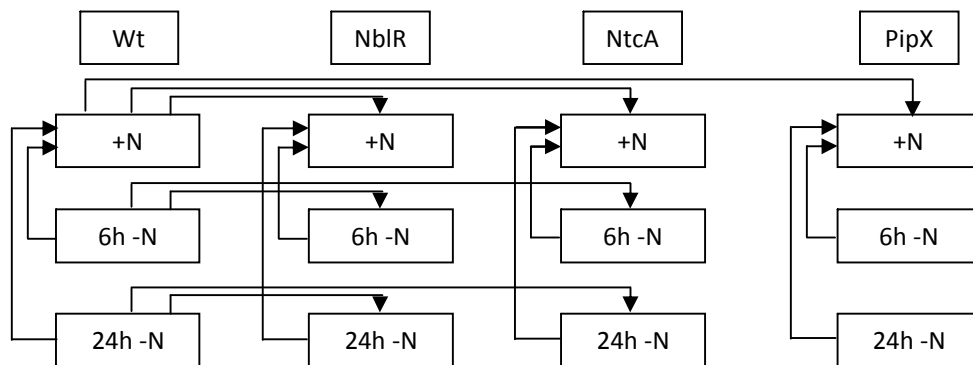 Wt
NblR
NtcA
PipX
+N
+N
+N
+N
6h -N
6h -N
6h -N
6h -N
24h -N
24h -N
24h -N
24h -N